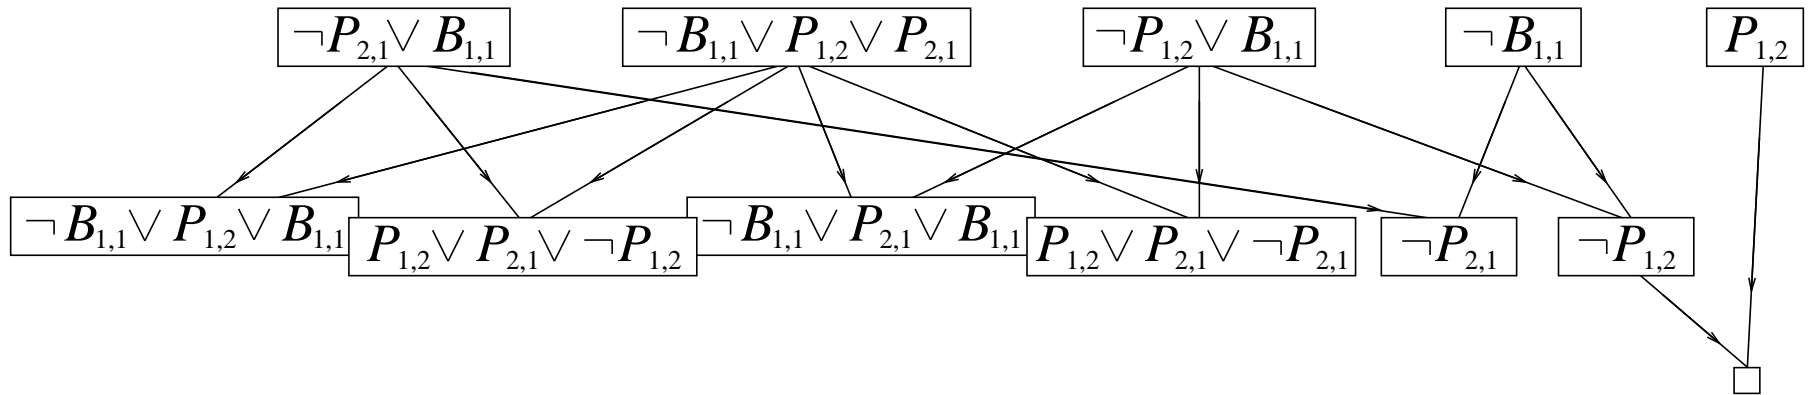 ¬P2,1 ∨ B1,1
¬B1,1 ∨ P1,2 ∨ P2,1
¬P1,2 ∨ B1,1
¬B1,1
P1,2
¬B1,1 ∨ P1,2 ∨ B1,1
P1,2 ∨ P2,1 ∨ ¬P1,2
¬B1,1 ∨ P2,1 ∨ B1,1
P1,2 ∨ P2,1 ∨ ¬P2,1
¬P2,1
¬P1,2